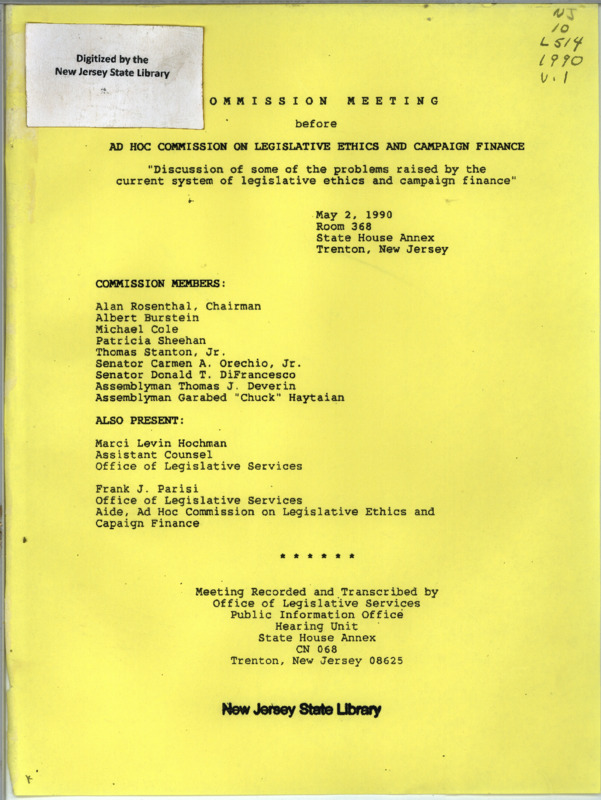 NJ
10
L514
1990
V.1
Digitized by the
New Jersey State Library
OMMISSION MEETING
before
AD HOC COMMISSION ON LEGISLATIVE ETHICS AND CAMPAIGN FINANCE
"Discussion of some of the problems raised by the
current system of legislative ethics and campaign finance"
May 2, 1990
Room 368
State House Annex
Trenton, New Jersey
COMMISSION MEMBERS:
Alan Rosenthal, Chairman
Albert Burstein
Michael Cole
Patricia Sheehan
Thomas Stanton, Jr.
Senator Carmen A. Orechio, Jr.
Senator Donald T. DiFrancesco
Assemblyman Thomas J. Deverin
Assemblyman Garabed "Chuck" Haytaian
ALSO PRESENT:
Marci Levin Hochman
Assistant Counsel
Office of Legislative Services
Frank J. Parisi
Office of Legislative Services
Aide, Ad Hoc Commission on Legislative Ethics and
Capaign Finance
* * * * * *
Meeting Recorded and Transcribed by
Office of Legislative Services
Public Information Office
Hearing Unit
State House Annex
CN 068
Trenton, New Jersey 08625
New Jersey State Library